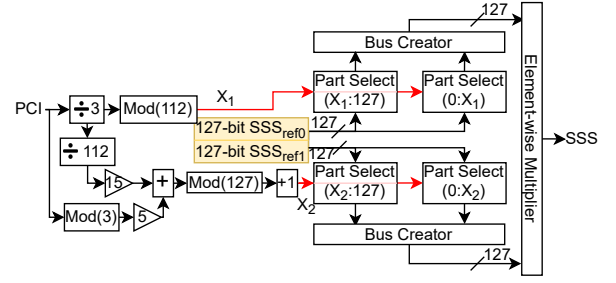 127
Bus Creator
Part Select
(X₁:127)
Part Select
(0:X₁)
X₁
PCI
÷3
Mod(112)
127
127-bit SSS_ref0
127-bit SSS_ref1
127
÷ 112
15
+
Mod(127)
+1
X₂
Mod(3)
5
Part Select
(X₂:127)
Part Select
(0:X₂)
Bus Creator
127
Element-wise Multiplier
SSS